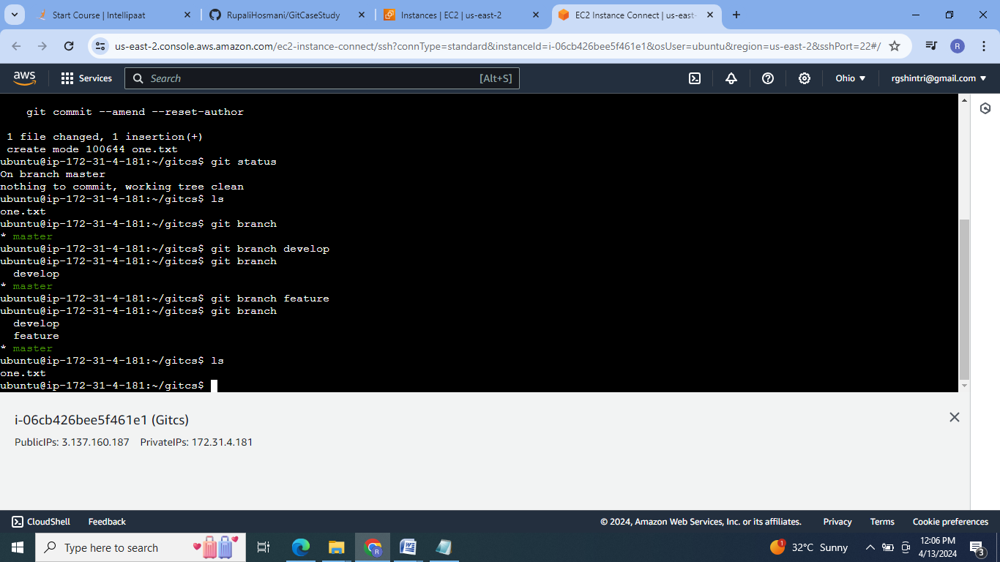 Start Course | Intellipaat
RupaliHosmani/GitCaseStudy
Instances | EC2 | us-east-2
EC2 Instance Connect | us-east-
us-east-2.console.aws.amazon.com/ec2-instance-connect/ssh?connType=standard&instanceId=i-06cb426bee5f461e1&osUser=ubuntu&region=us-east-2&sshPort=22#/
R
aws
Services
Search
[Alt+S]
Ohio
rgshintri@gmail.com
git commit --amend --reset-author
1 file changed, 1 insertion(+)
create mode 100644 one.txt
ubuntu@ip-172-31-4-181:~/gitcs$ git status
On branch master
nothing to commit, working tree clean
ubuntu@ip-172-31-4-181:~/gitcs$ ls
one.txt
ubuntu@ip-172-31-4-181:~/gitcs$ git branch
* master
ubuntu@ip-172-31-4-181:~/gitcs$ git branch develop
ubuntu@ip-172-31-4-181:~/gitcs$ git branch
develop
* master
ubuntu@ip-172-31-4-181:~/gitcs$ git branch feature
ubuntu@ip-172-31-4-181:~/gitcs$ git branch
develop
feature
* master
ubuntu@ip-172-31-4-181:~/gitcs$ ls
one.txt
ubuntu@ip-172-31-4-181:~/gitcs$
i-06cb426bee5f461e1 (Gitcs)
PublicIPs: 3.137.160.187 PrivateIPs: 172.31.4.181
CloudShell
Feedback
© 2024, Amazon Web Services, Inc. or its affiliates.
Privacy
Terms
Cookie preferences
Type here to search
R
W
1
32°C Sunny
12:06 PM
4/13/2024
3